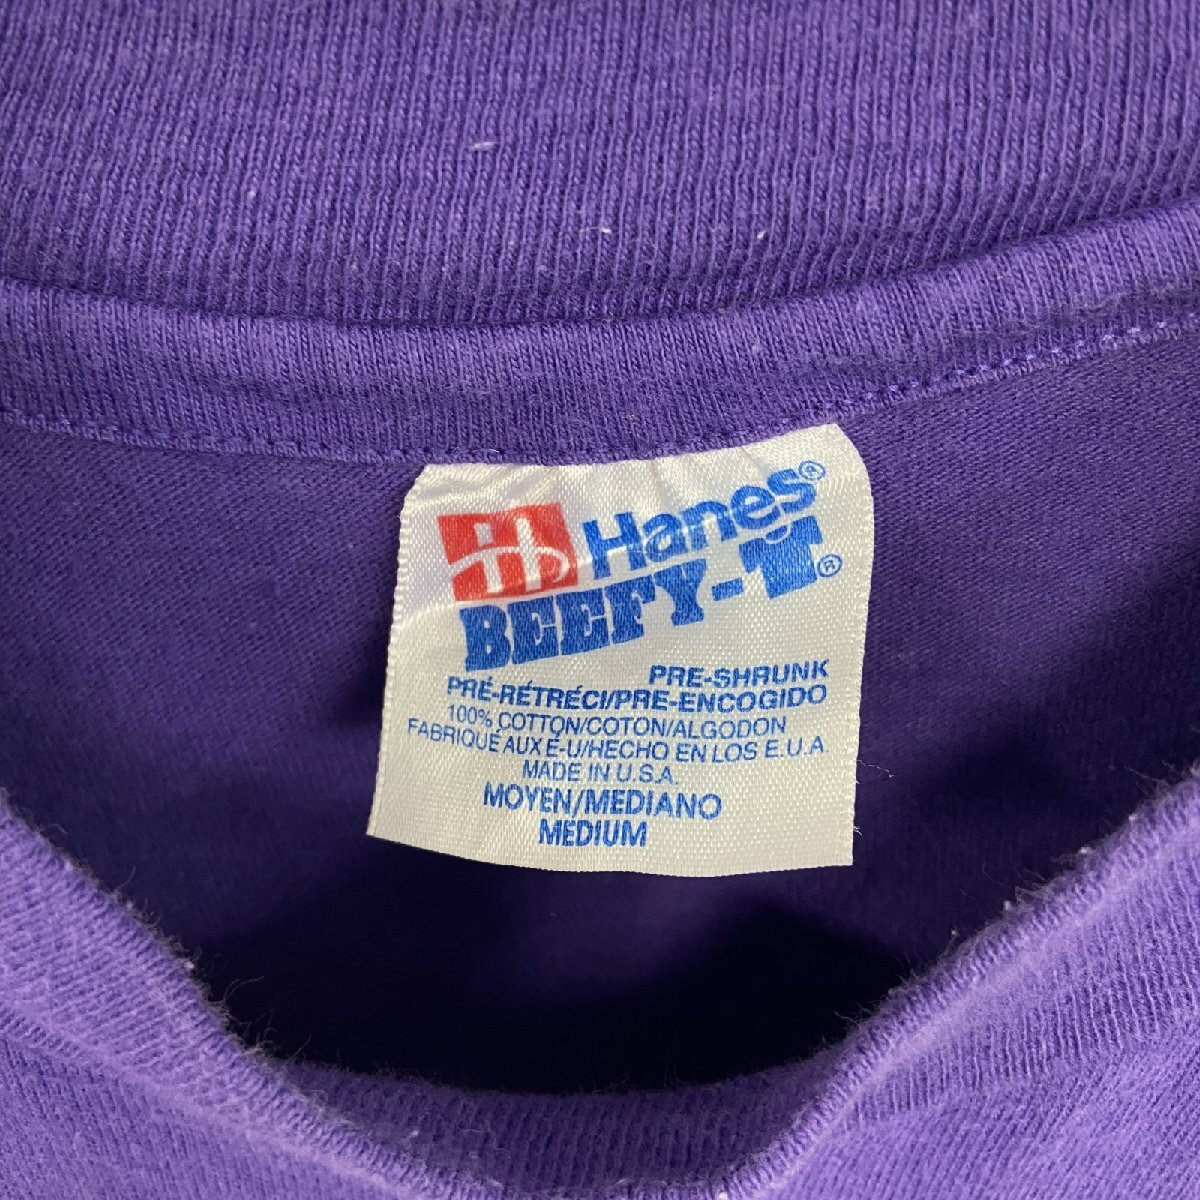 Hanes®
BEEFY-T®
PRE-SHRUNK
PRÉ-RÉTRÉCI/PRE-ENCOGIDO
100% COTTON/COTON/ALGODON
FABRIQUÉ AUX É-U/HECHO EN LOS E.U.A.
MADE IN U.S.A.
MOYEN/MEDIANO
MEDIUM